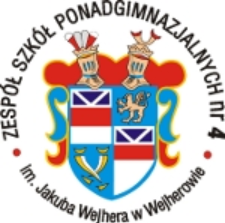 ZESPÓŁ SZKÓŁ PONADGIMNAZJALNYCH nr 4
im. Jakuba Wejhera w Wejherowie